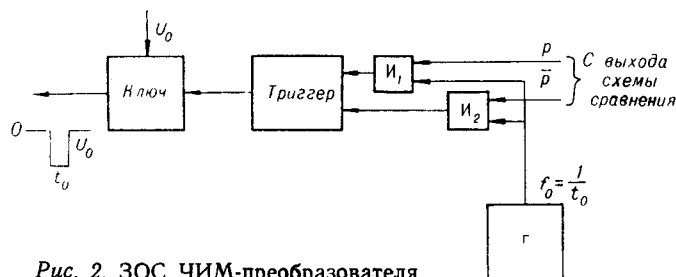 U₀
Ключ
Триггер
И₁
И₂
p
p̄
С выхода
схемы
сравнения
0
U₀
t₀
f₀ = 1/t₀
Г
Рис. 2. ЗОС ЧИМ-преобразователя